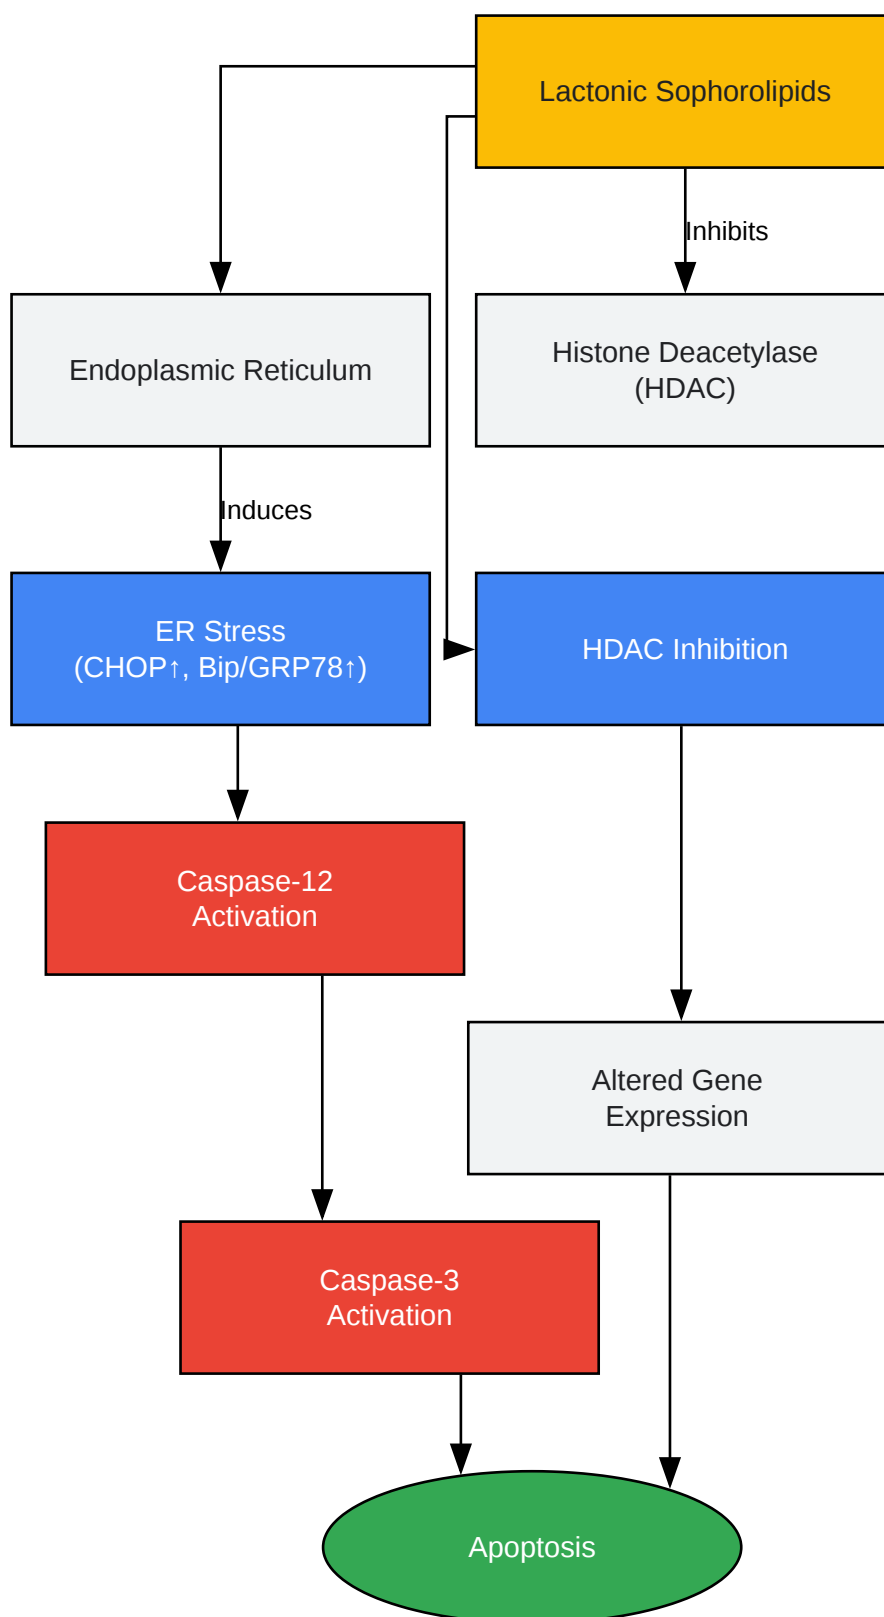 Lactonic Sophorolipids
Inhibits
Endoplasmic Reticulum
Histone Deacetylase
(HDAC)
Induces
ER Stress
(CHOP↑, Bip/GRP78↑)
HDAC Inhibition
Caspase-12
Activation
Altered Gene
Expression
Caspase-3
Activation
Apoptosis